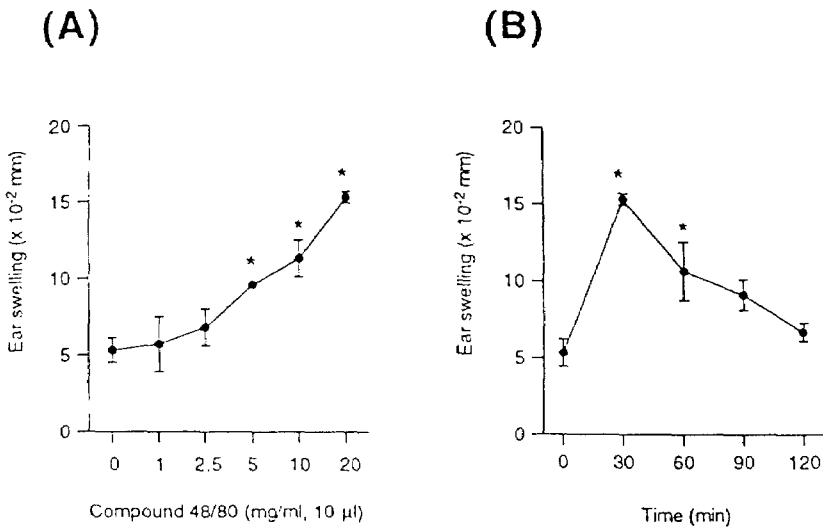 (A)
20
15
10
5
0
Ear swelling (x 10⁻² mm)
*
*
*
0 1 2.5 5 10 20
Compound 48/80 (mg/ml, 10 µl)
(B)
20
15
10
5
0
Ear swelling (x 10⁻² mm)
*
*
0 30 60 90 120
Time (min)